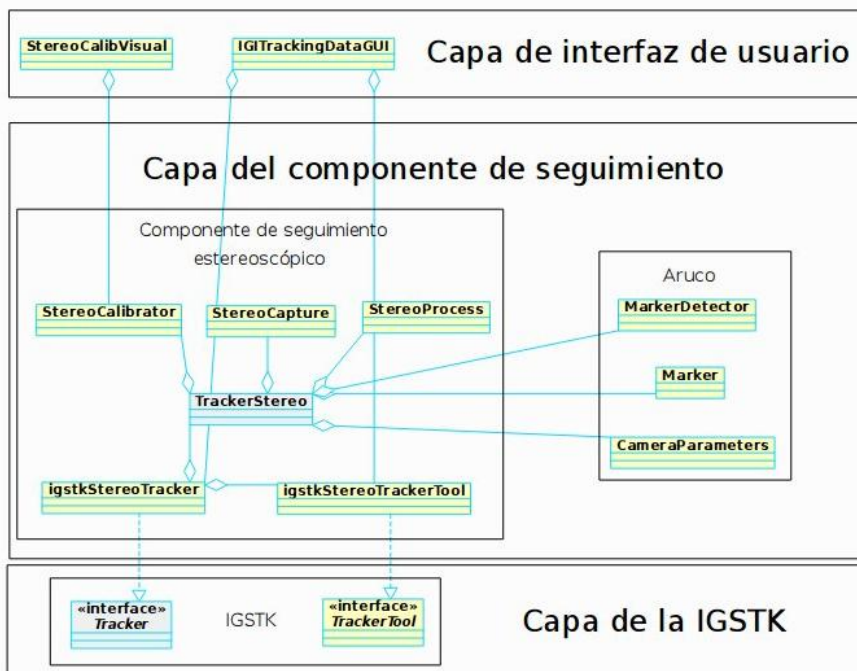 StereoCalibVisual
IGITrackingDataGUI
Capa de interfaz de usuario
Capa del componente de seguimiento
Componente de seguimiento
estereoscópico
Aruco
StereoCalibrator
StereoCapture
StereoProcess
MarkerDetector
Marker
TrackerStereo
CameraParameters
igstkStereoTracker
igstkStereoTrackerTool
«interface»
Tracker
IGSTK
«interface»
TrackerTool
Capa de la IGSTK